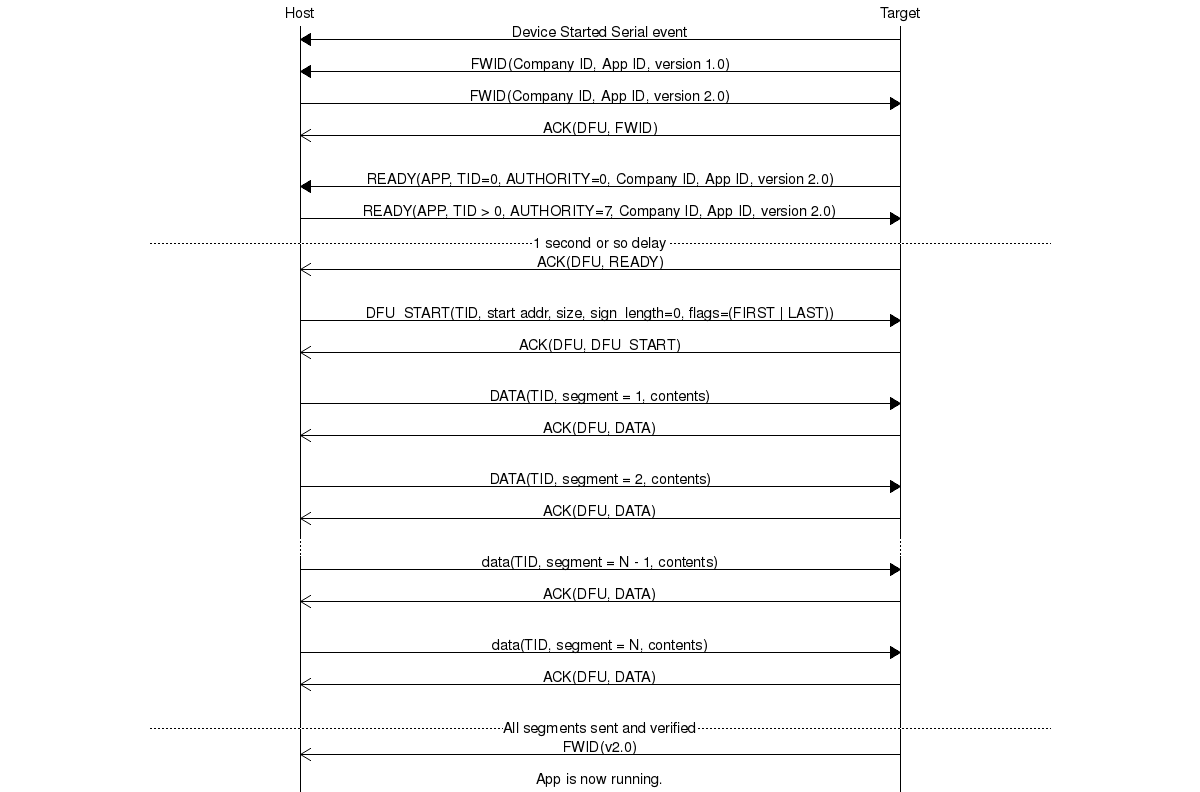 Host Target
Device Started Serial event
FWID(Company ID, App ID, version 1.0)
FWID(Company ID, App ID, version 2.0)
ACK(DFU, FWID)
READY(APP, TID=0, AUTHORITY=0, Company ID, App ID, version 2.0)
READY(APP, TID > 0, AUTHORITY=7, Company ID, App ID, version 2.0)
1 second or so delay
ACK(DFU, READY)
DFU_START(TID, start addr, size, sign_length=0, flags=(FIRST | LAST))
ACK(DFU, DFU_START)
DATA(TID, segment = 1, contents)
ACK(DFU, DATA)
DATA(TID, segment = 2, contents)
ACK(DFU, DATA)
data(TID, segment = N - 1, contents)
ACK(DFU, DATA)
data(TID, segment = N, contents)
ACK(DFU, DATA)
All segments sent and verified
FWID(v2.0)
App is now running.